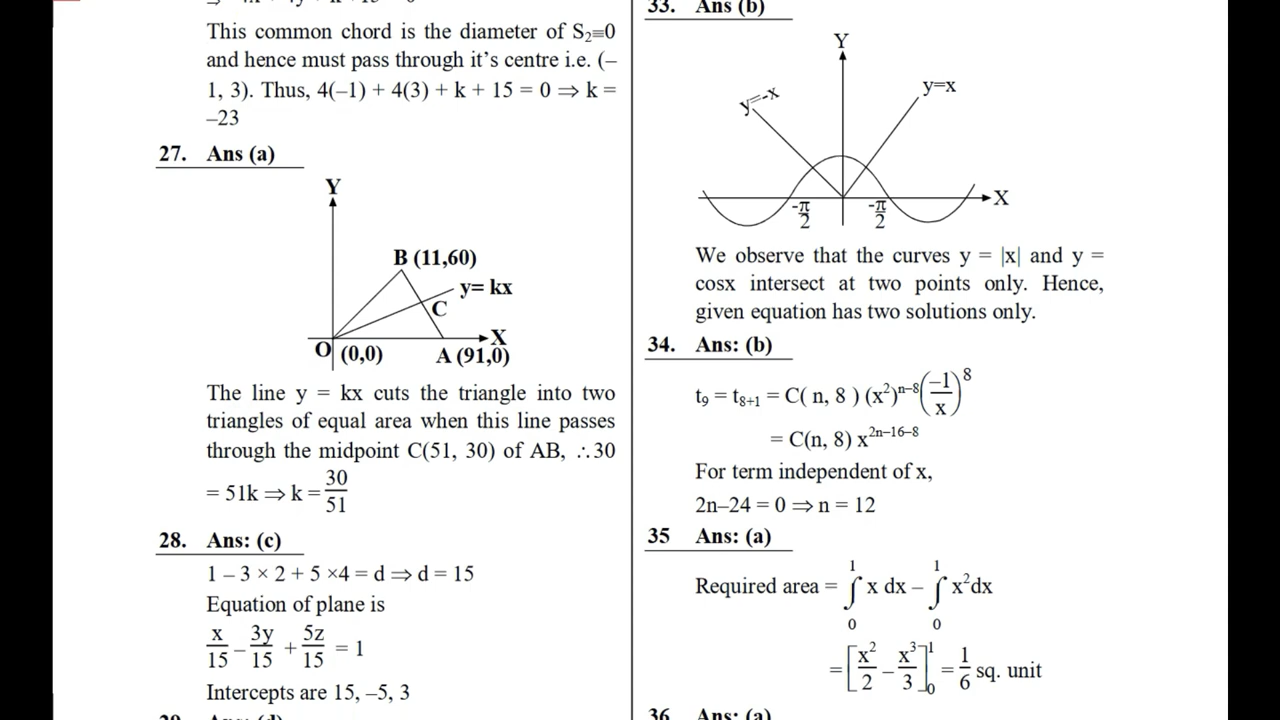 This common chord is the diameter of S₂≡0
and hence must pass through it’s centre i.e. (–
1, 3). Thus, 4(–1) + 4(3) + k + 15 = 0 ⇒ k =
–23
27. Ans (a)
Y
B (11,60)
y= kx
C
X
O (0,0) A (91,0)
The line y = kx cuts the triangle into two
triangles of equal area when this line passes
through the midpoint C(51, 30) of AB, ∴30
= 51k ⇒ k = 30/51
28. Ans: (c)
1 – 3 × 2 + 5 ×4 = d ⇒ d = 15
Equation of plane is
x/15 – 3y/15 + 5z/15 = 1
Intercepts are 15, –5, 3
29. Ans: (d)
33. Ans (b)
Y
y=-x y=x
X
-π/2 -π/2
We observe that the curves y = |x| and y =
cosx intersect at two points only. Hence,
given equation has two solutions only.
34. Ans: (b)
t₉ = t₈₊₁ = C( n, 8 ) (x²)ⁿ⁻⁸ (–1/x)⁸
= C(n, 8) x²ⁿ⁻¹⁶⁻⁸
For term independent of x,
2n–24 = 0 ⇒ n = 12
35 Ans: (a)
Required area = ∫₀¹ x dx – ∫₀¹ x²dx
= [x²/2 – x³/3]₀¹ = 1/6 sq. unit
36 Ans: (a)